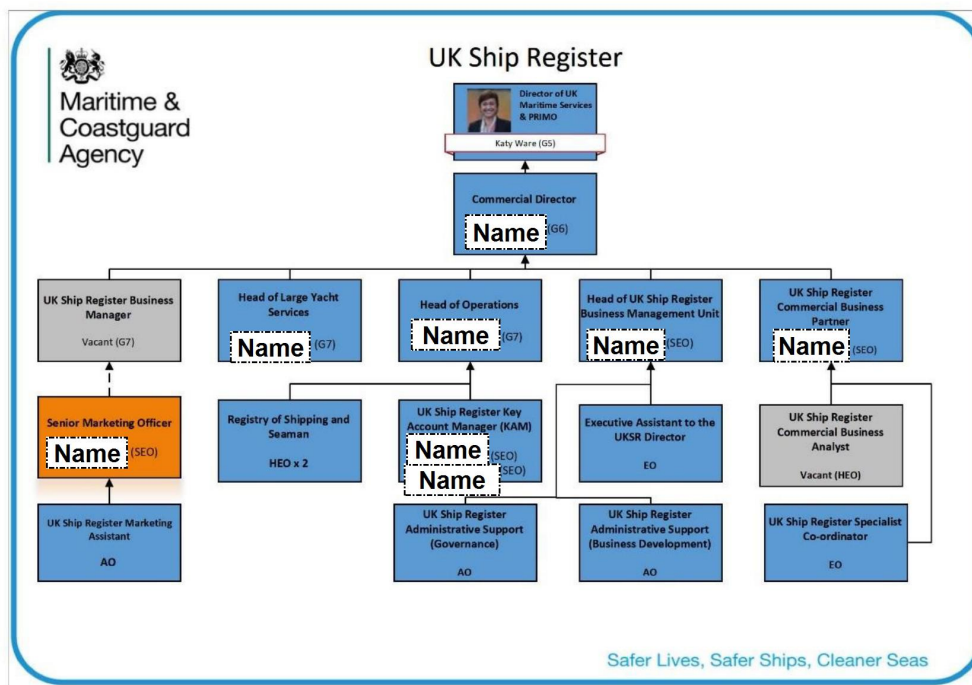 UK Ship Register
Maritime &
Coastguard
Agency
Director of UK
Maritime Services
& PRIMO
Katy Ware (G5)
Commercial Director
Name (G6)
UK Ship Register Business
Manager
Vacant (G7)
Head of Large Yacht
Services
Name (G7)
Head of Operations
Name (G7)
Head of UK Ship Register
Business Management Unit
Name (SEO)
UK Ship Register
Commercial Business
Partner
Name (SEO)
Senior Marketing Officer
Name (SEO)
Registry of Shipping and
Seaman
HEO x 2
UK Ship Register Key
Account Manager (KAM)
Name (SEO)
Name (SEO)
Executive Assistant to the
UKSR Director
EO
UK Ship Register
Commercial Business
Analyst
Vacant (HEO)
UK Ship Register Marketing
Assistant
AO
UK Ship Register
Administrative Support
(Governance)
AO
UK Ship Register
Administrative Support
(Business Development)
AO
UK Ship Register Specialist
Co-ordinator
EO
Safer Lives, Safer Ships, Cleaner Seas